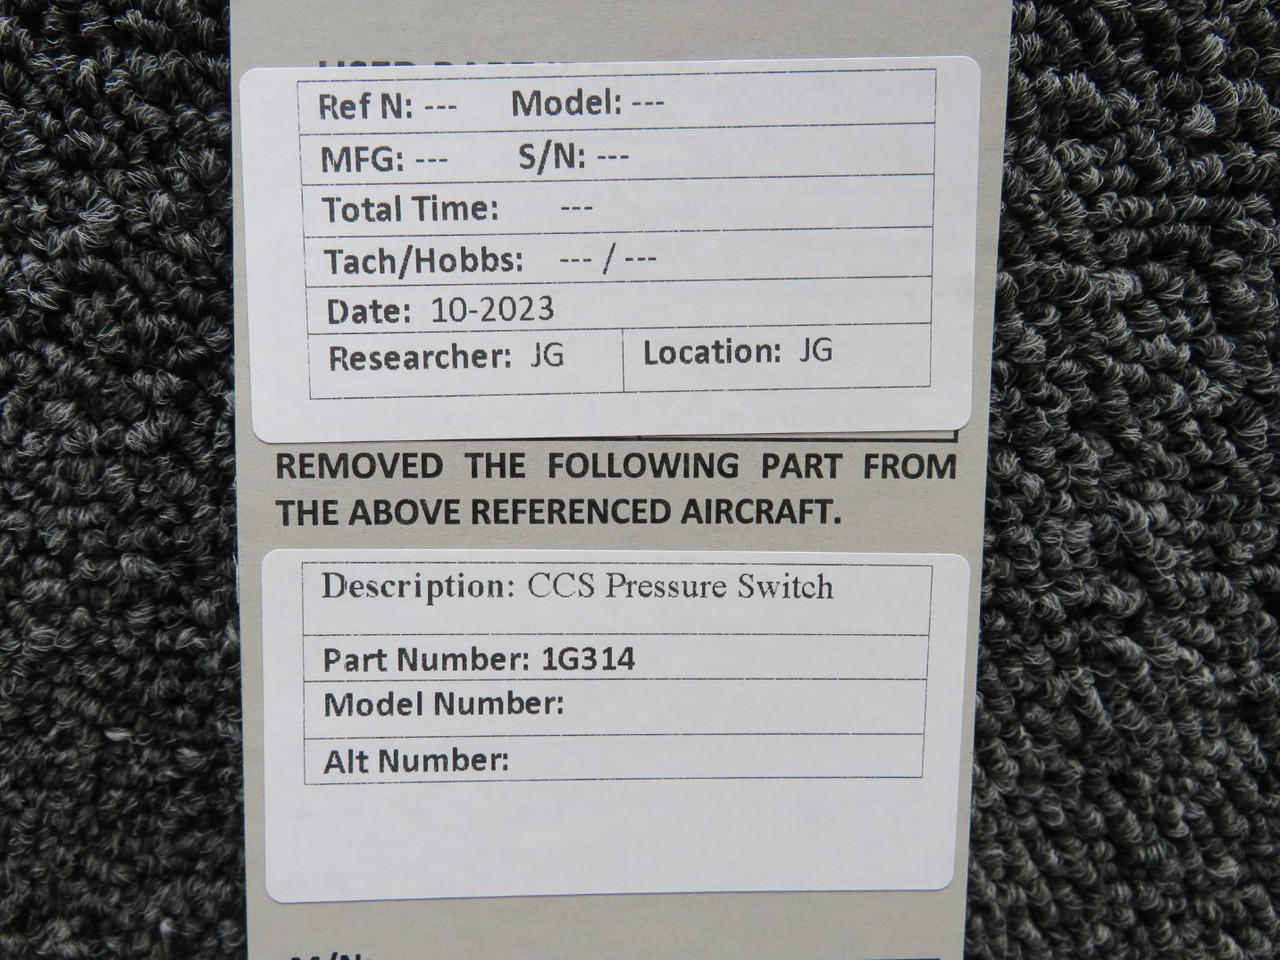 Ref N: --- Model: ---
MFG: --- S/N: ---
Total Time: ---
Tach/Hobbs: --- / ---
Date: 10-2023
Researcher: JG Location: JG
REMOVED THE FOLLOWING PART FROM
THE ABOVE REFERENCED AIRCRAFT.
Description: CCS Pressure Switch
Part Number: 1G314
Model Number:
Alt Number: